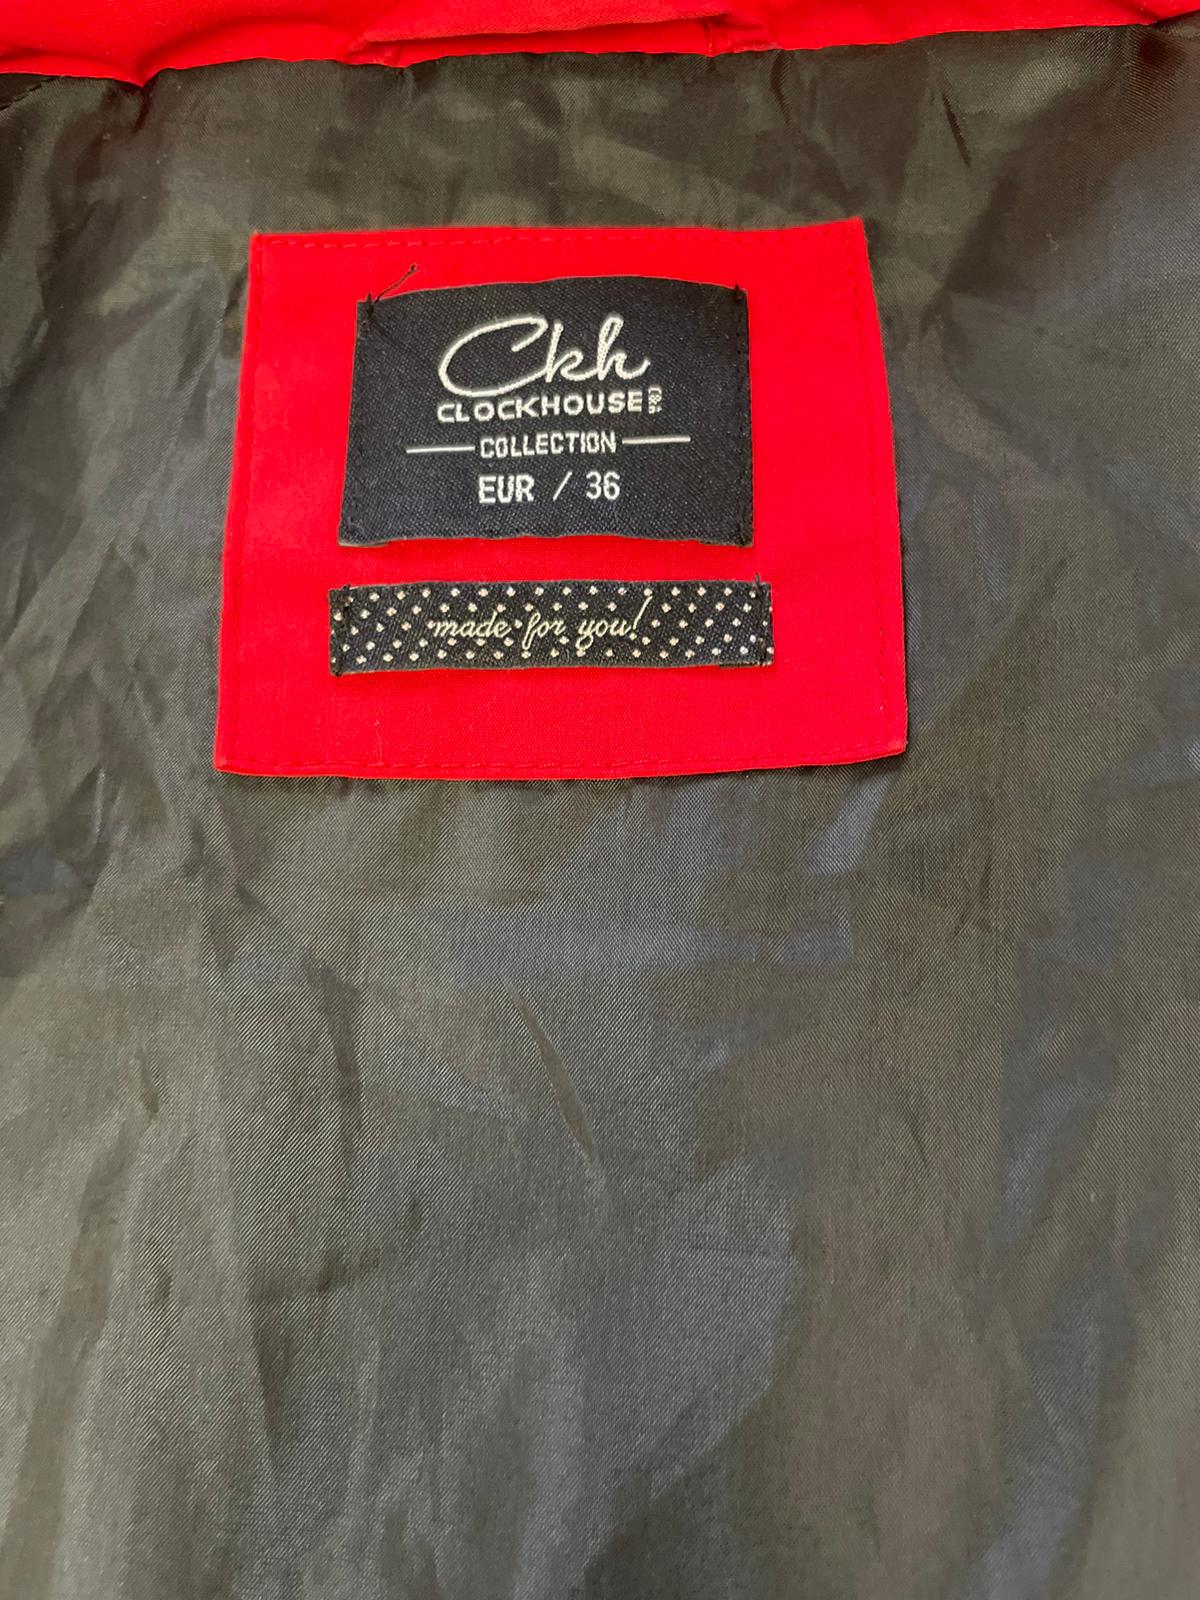 Ckh
CLOCKHOUSE C&A
COLLECTION
EUR / 36
made for you!